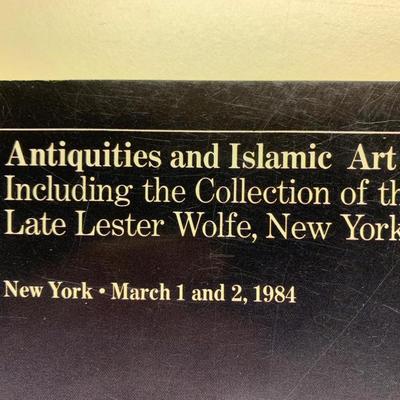 Antiquities and Islamic Art
Including the Collection of th
Late Lester Wolfe, New York
New York • March 1 and 2, 1984